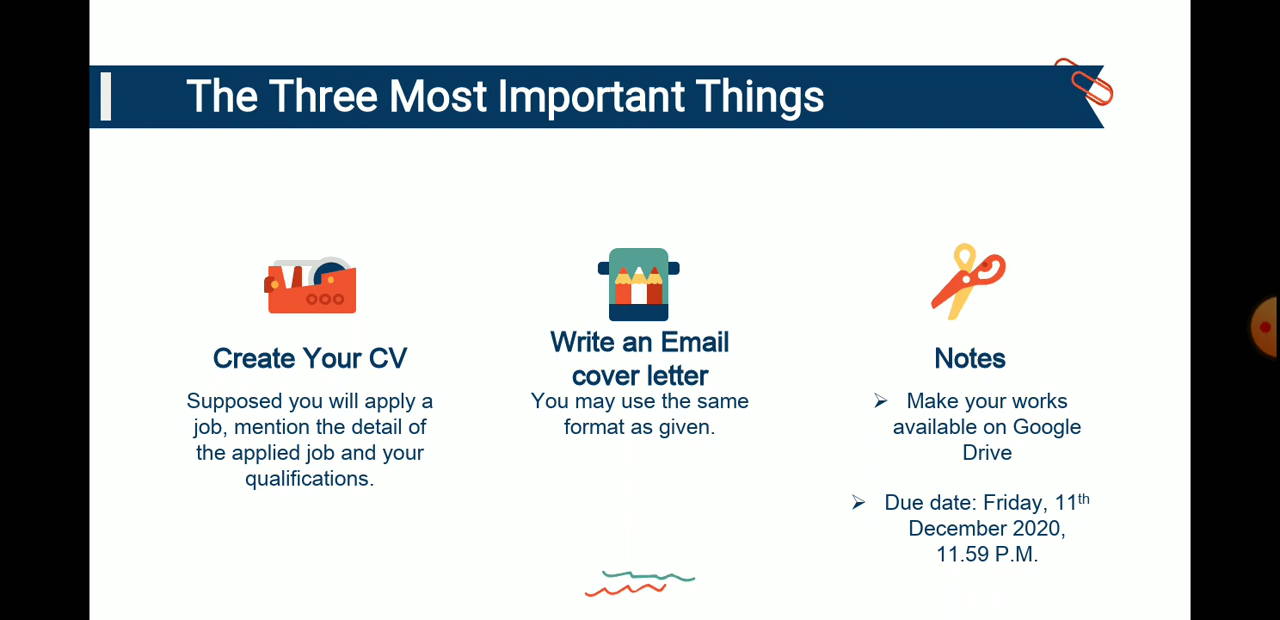 The Three Most Important Things
Create Your CV
Supposed you will apply a
job, mention the detail of
the applied job and your
qualifications.
Write an Email
cover letter
You may use the same
format as given.
Notes
➢ Make your works
available on Google
Drive
➢ Due date: Friday, 11th
December 2020,
11.59 P.M.